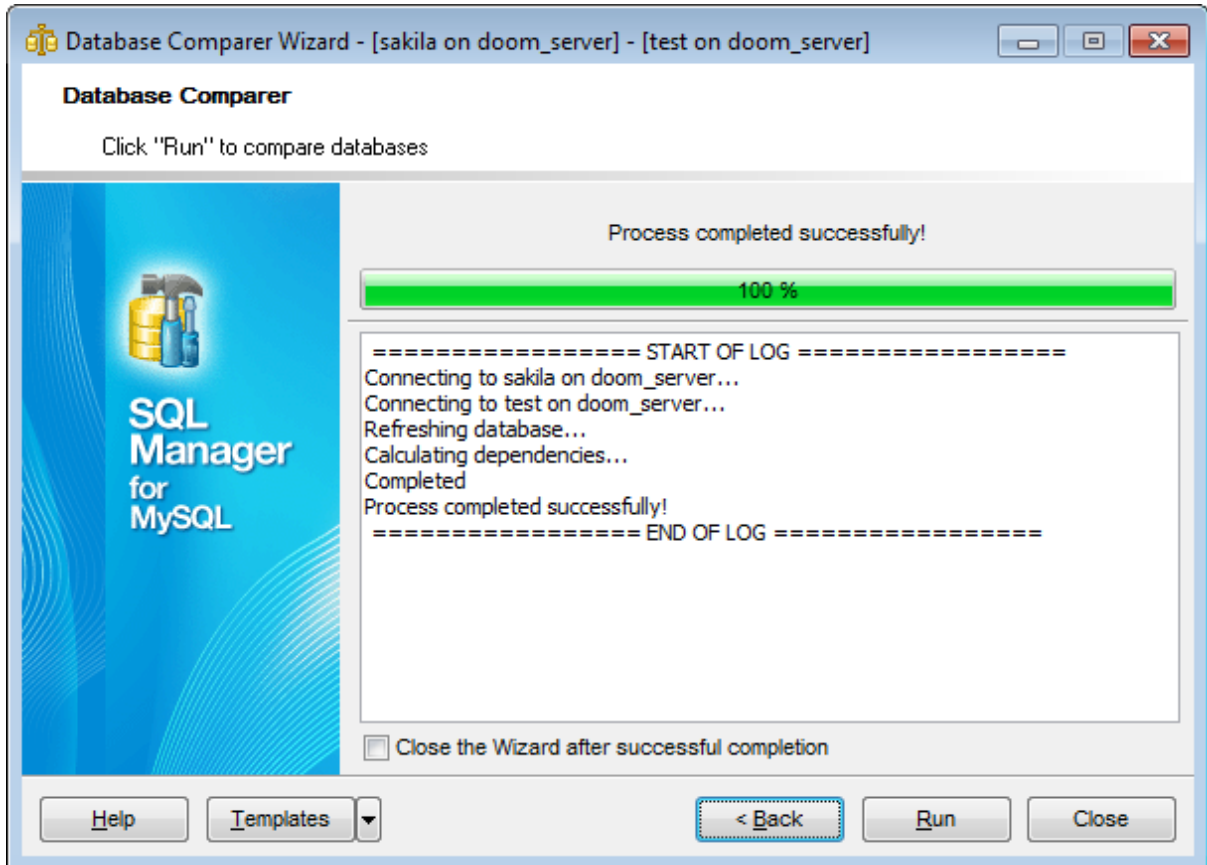 Database Comparer Wizard - [sakila on doom_server] - [test on doom_server]
Database Comparer
Click "Run" to compare databases
SQL
Manager
for
MySQL
Process completed successfully!
100 %
================= START OF LOG =================
Connecting to sakila on doom_server...
Connecting to test on doom_server...
Refreshing database...
Calculating dependencies...
Completed
Process completed successfully!
================= END OF LOG =================
Close the Wizard after successful completion
Help
Templates
< Back
Run
Close